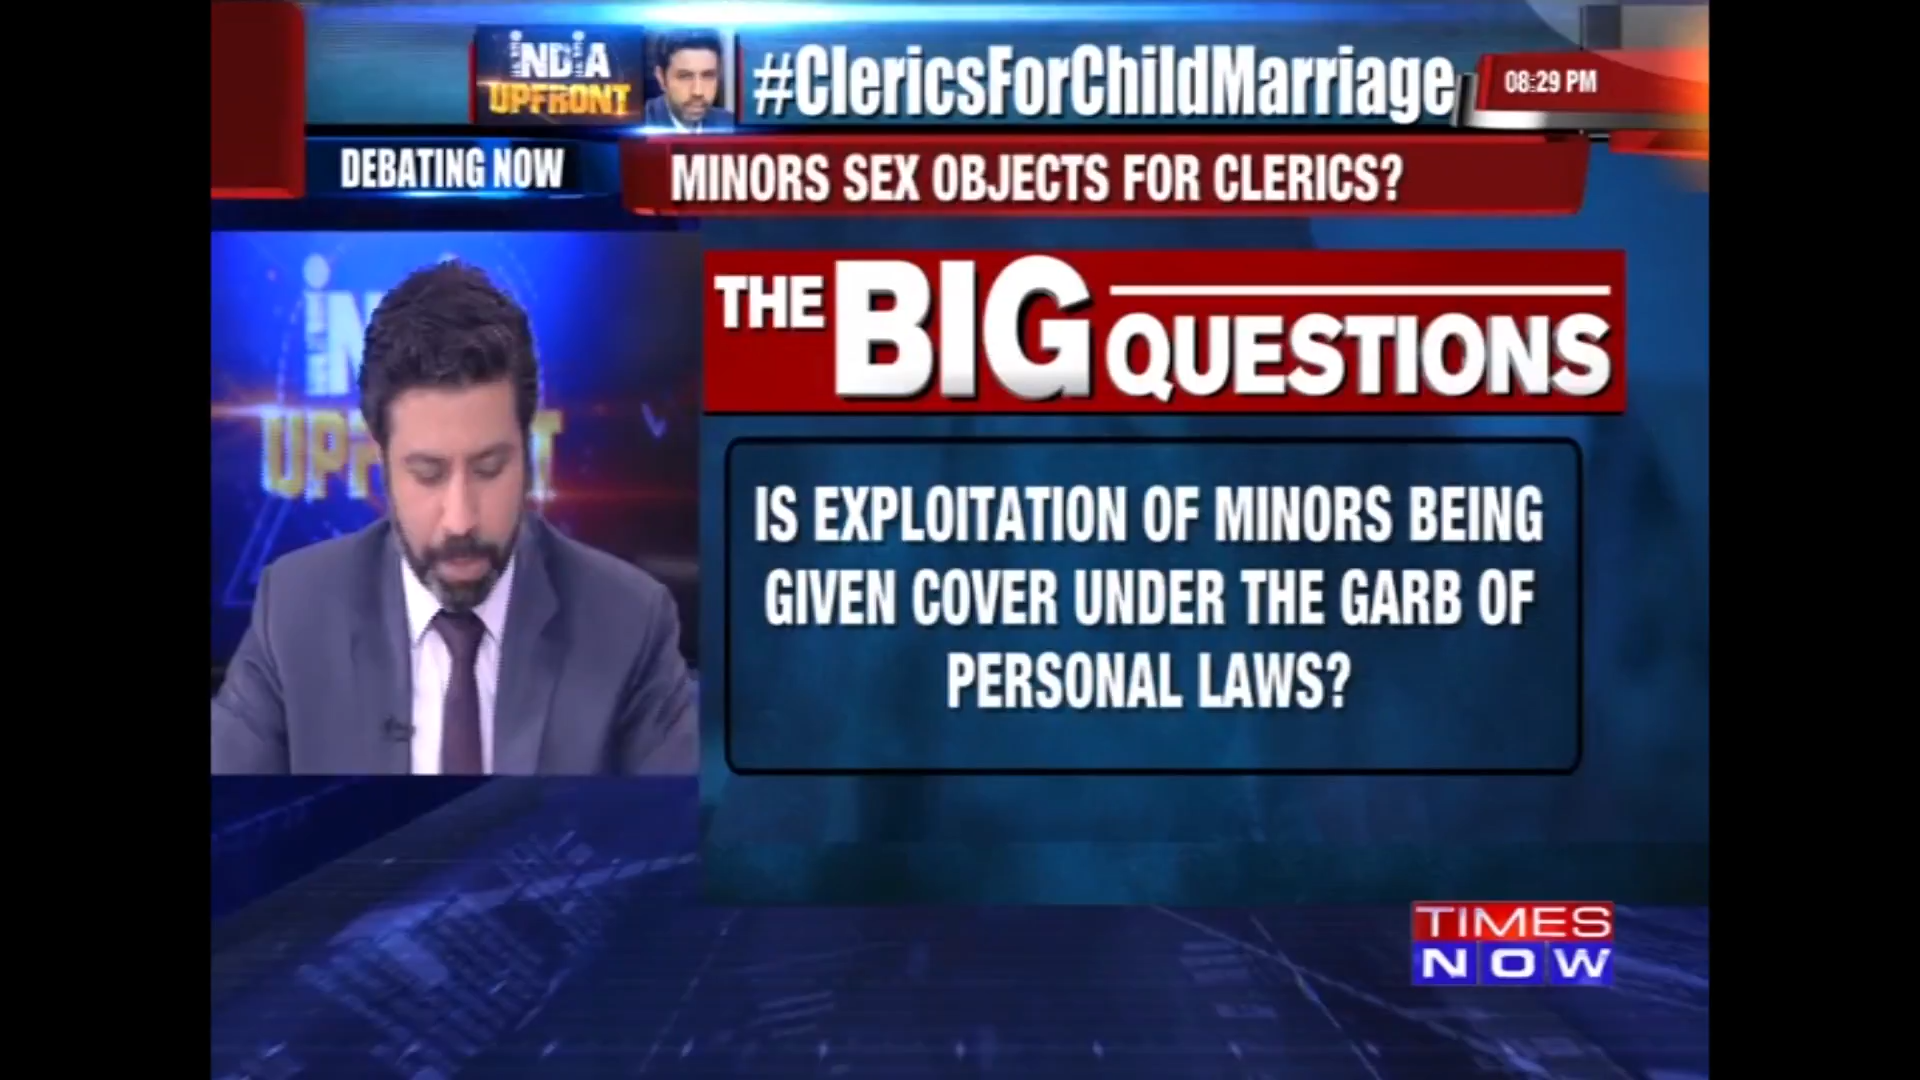 INDIA
UPFRONT
#ClericsForChildMarriage
08:29 PM
DEBATING NOW
MINORS SEX OBJECTS FOR CLERICS?
THE BIG QUESTIONS
IS EXPLOITATION OF MINORS BEING
GIVEN COVER UNDER THE GARB OF
PERSONAL LAWS?
TIMES
NOW